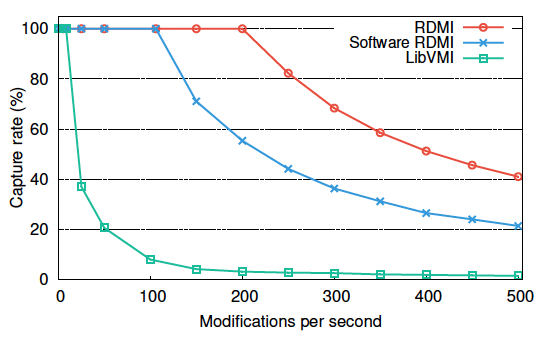 RDMI
Software RDMI
LibVMI
Capture rate (%)
100
80
60
40
20
0
0 100 200 300 400 500
Modifications per second